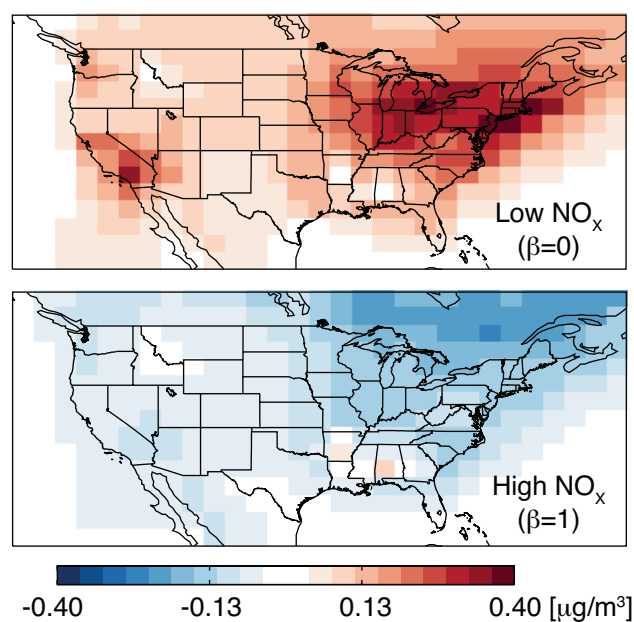 Low NOₓ
(β=0)
High NOₓ
(β=1)
-0.40 -0.13 0.13 0.40 [μg/m³]